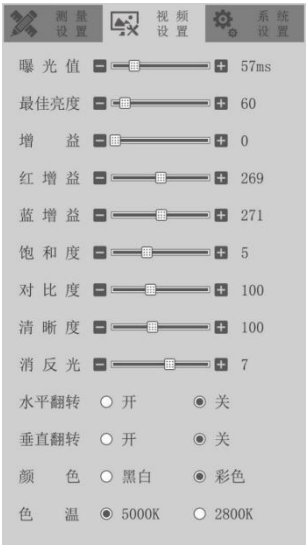 测量设置 视频设置 系统设置
曝光值 57ms
最佳亮度 60
增益 0
红增益 269
蓝增益 271
饱和度 5
对比度 100
清晰度 100
消反光 7
水平翻转 开 关
垂直翻转 开 关
颜色 黑白 彩色
色温 5000K 2800K